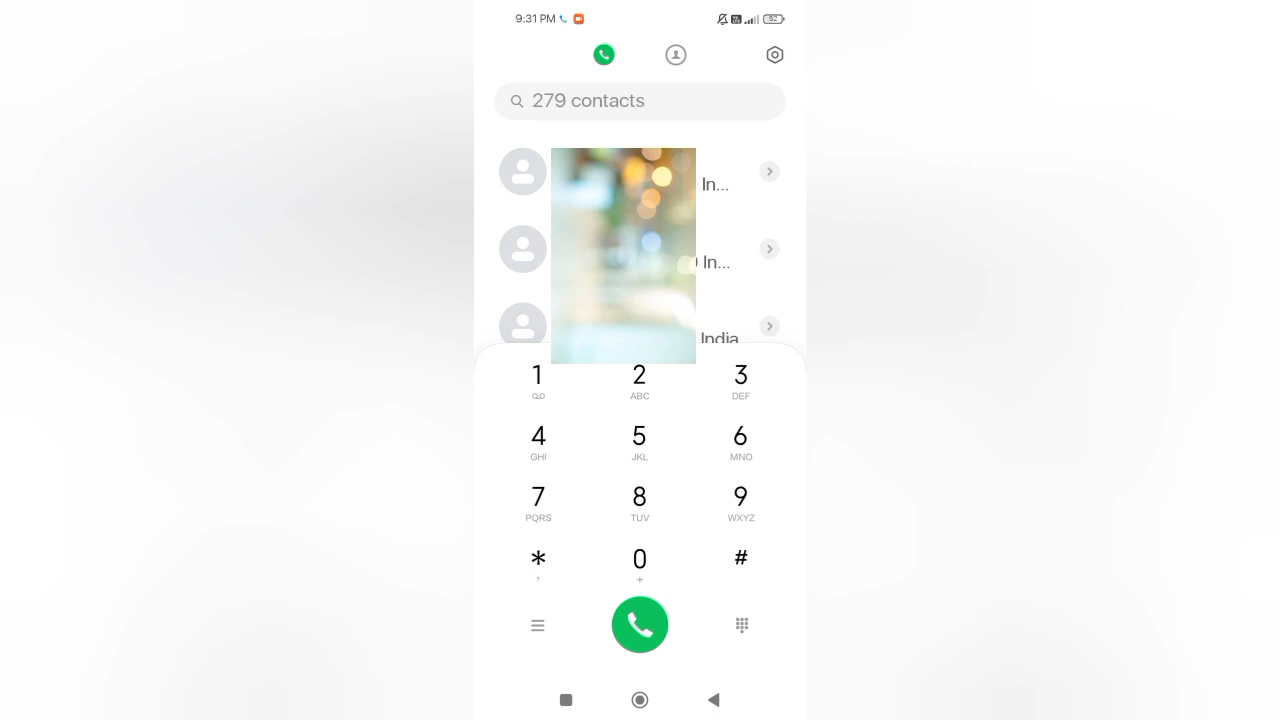 9:31 PM 52
279 contacts
In...
) In...
India
1 2 3
ABC DEF
4 5 6
GHI JKL MNO
7 8 9
PQRS TUV WXYZ
* 0 #
, +